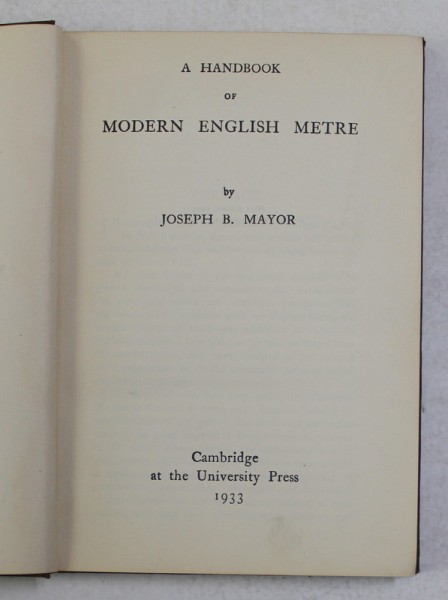 A HANDBOOK
OF
MODERN ENGLISH METRE
by
JOSEPH B. MAYOR
Cambridge
at the University Press
1933